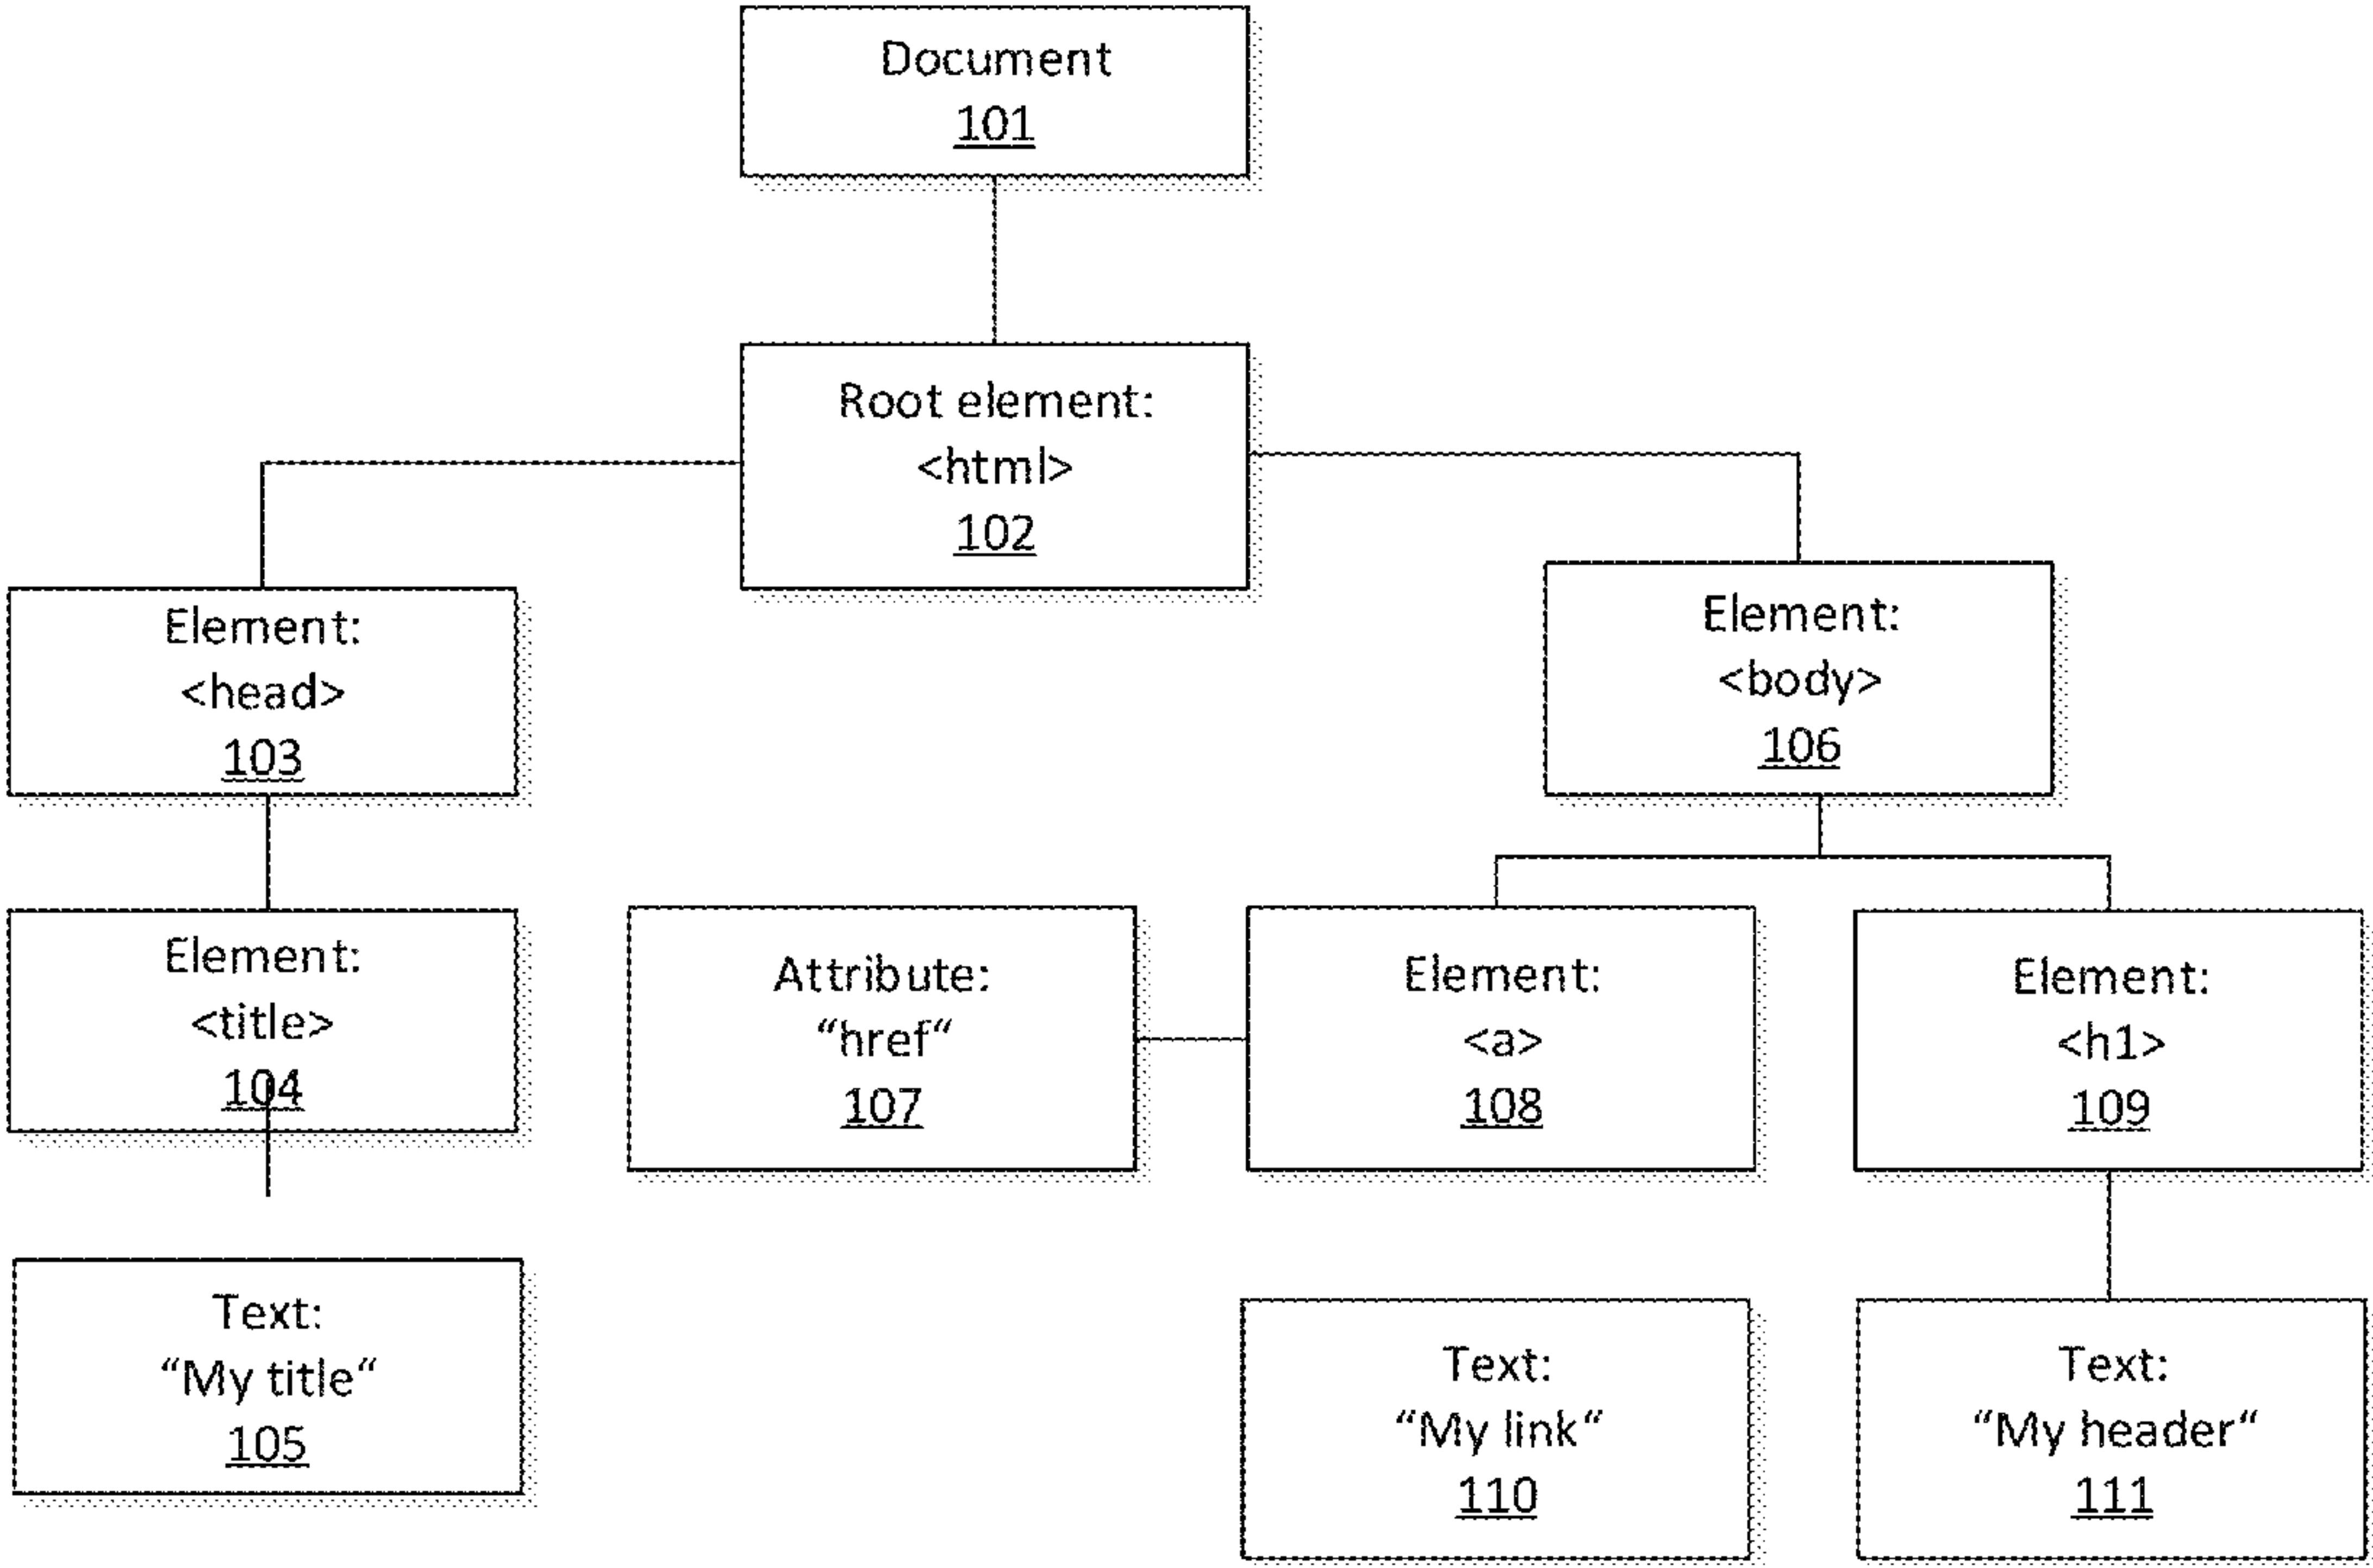 Document
101
Root element:
<html>
102
Element:
<head>
103
Element:
<body>
106
Element:
<title>
104
Attribute:
“href“
107
Element:
<a>
108
Element:
<h1>
109
Text:
“My title“
105
Text:
“My link“
110
Text:
“My header“
111